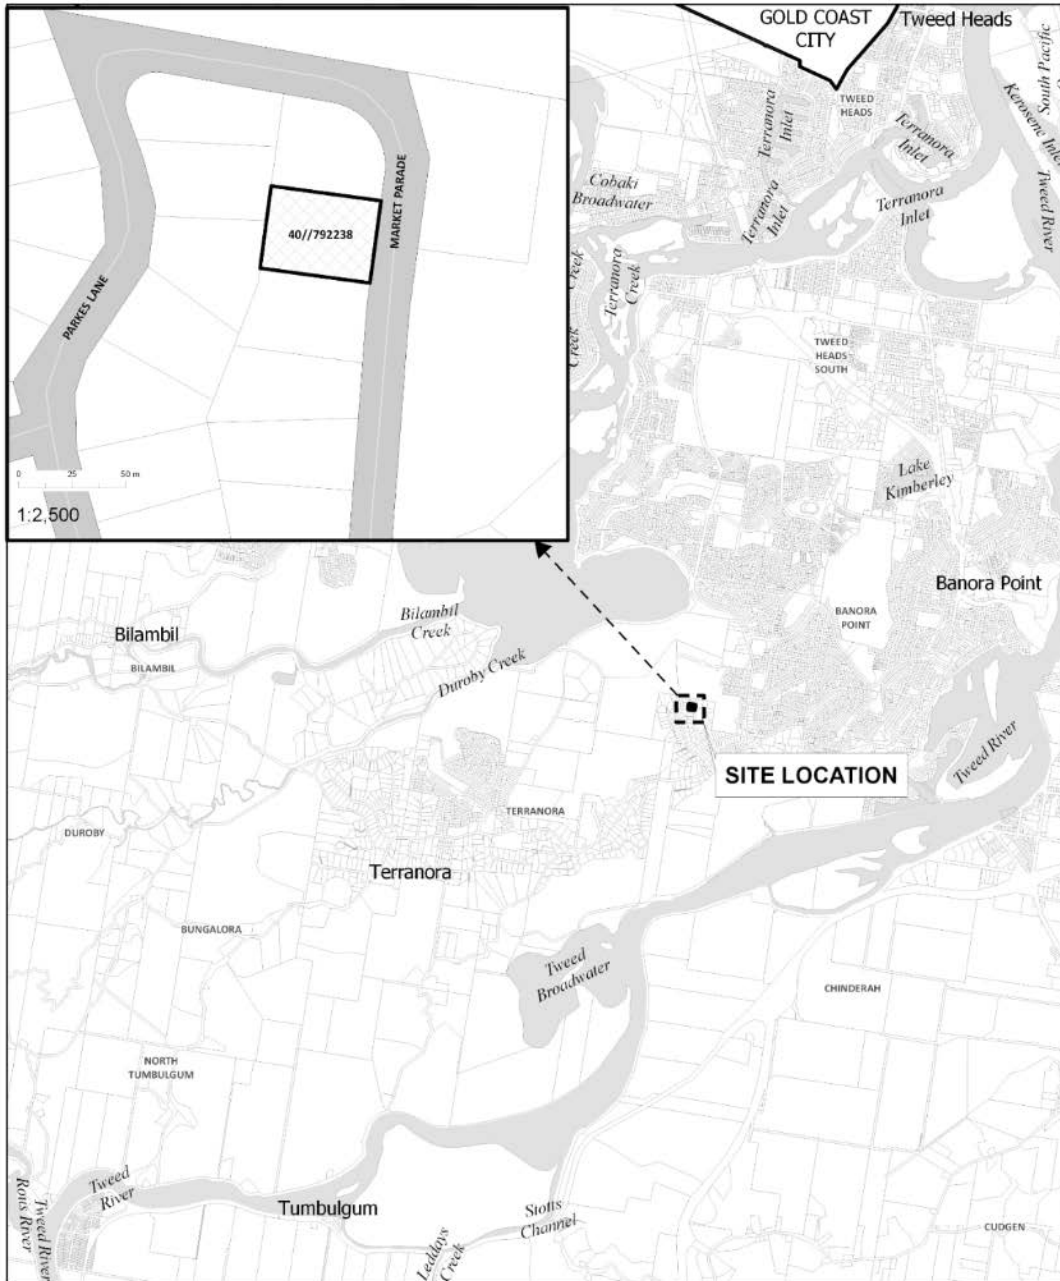 GOLD COAST
CITY
Tweed Heads
South Pacific
Kerosene Inlet
Tweed River
TWEED
HEADS
Terranora
Inlet
Terranora
Inlet
Cobaki
Broadwater
Terranora
Inlet
Terranora
Inlet
Creek
Terranora
Creek
Creek
TWEED
HEADS
SOUTH
Lake
Kimberley
MARKET PARADE
40//792238
PARKES LANE
0 25 50 m
1:2,500
Banora Point
BANORA
POINT
Bilambil
Creek
Bilambil
BILAMBIL
Duroby Creek
SITE LOCATION
Tweed River
TERRANORA
DUROBY
Terranora
BUNGALORA
Tweed
Broadwater
CHINDERAH
NORTH
TUMBULGUM
Tweed
River
Rous River
Tweed River
Tumbulgum
Stotts
Channel
Leddays
Creek
CUDGEN